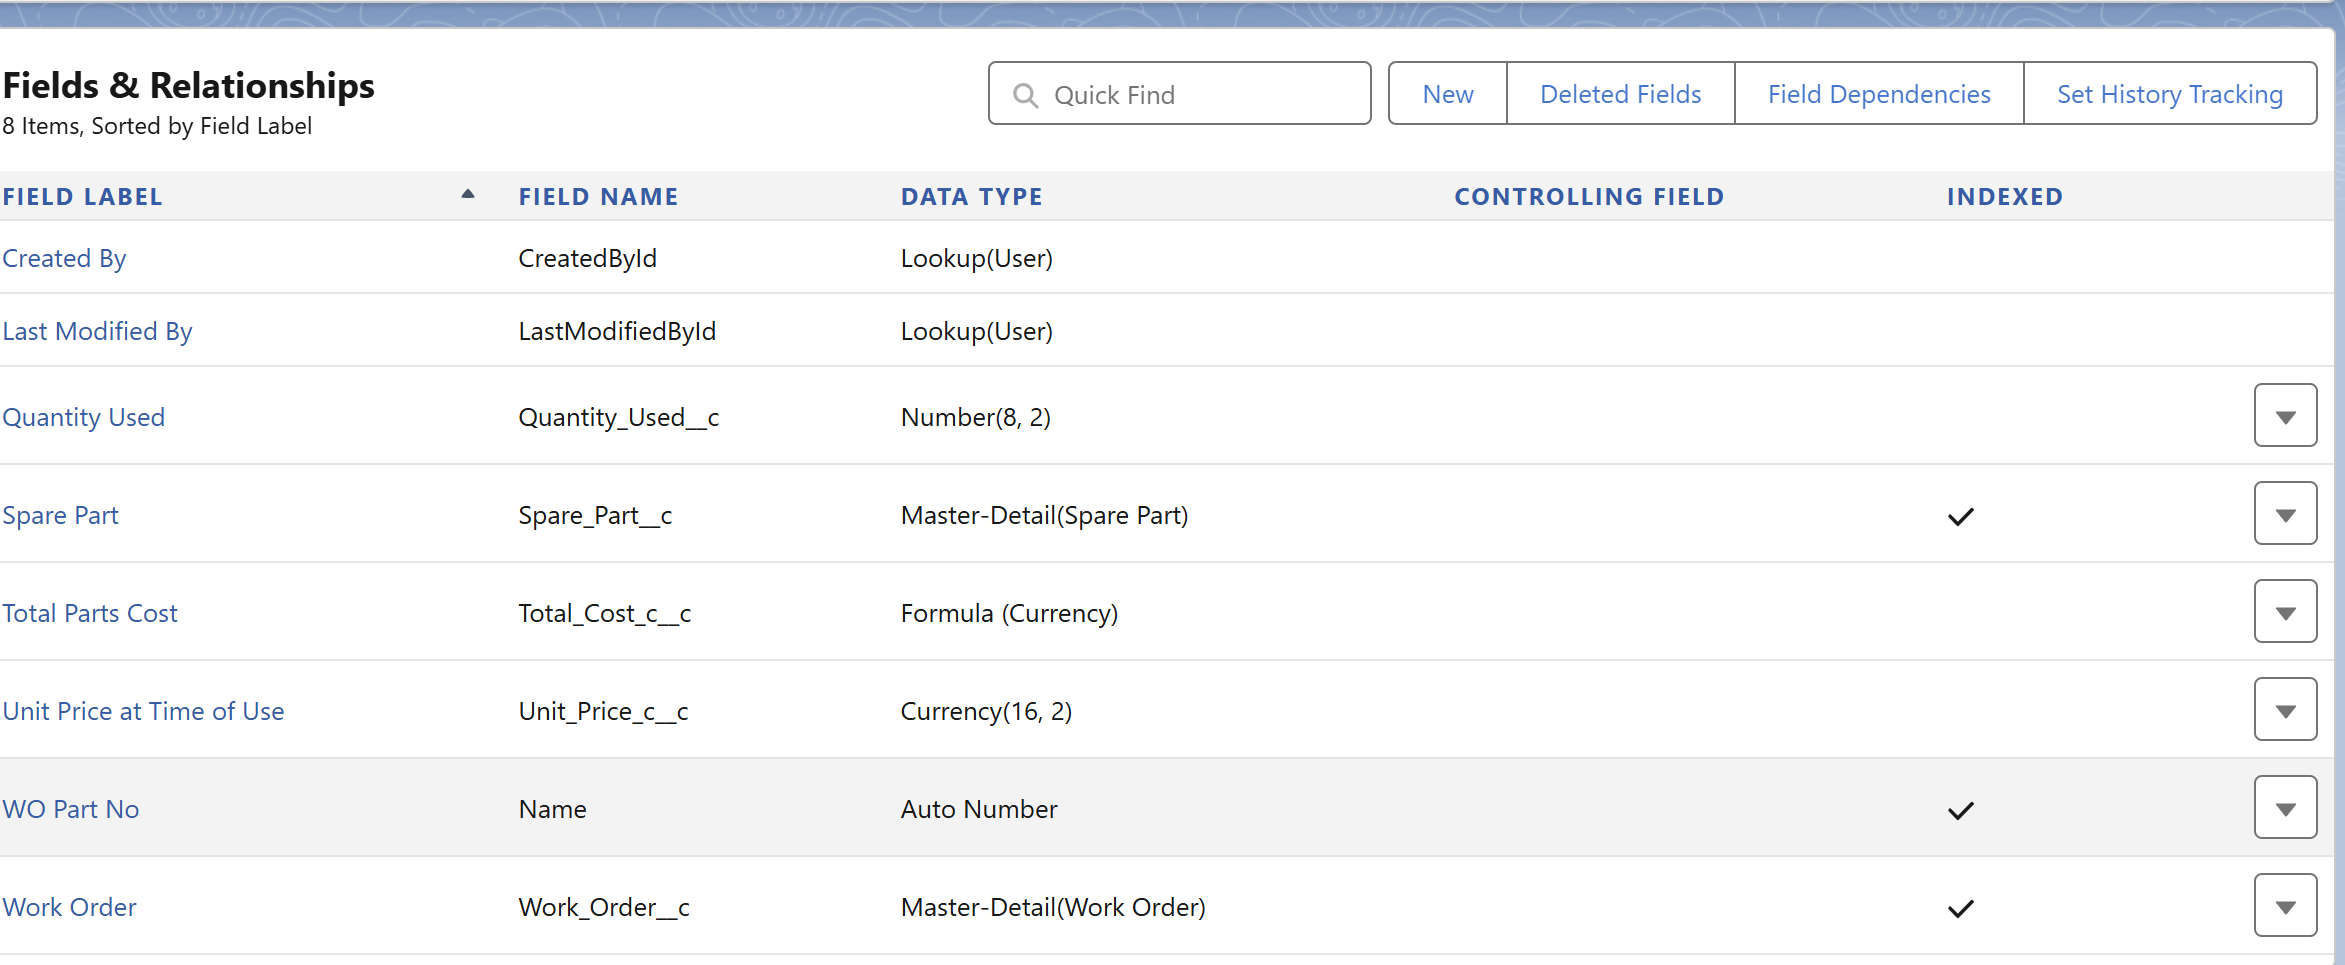 Fields & Relationships
8 Items, Sorted by Field Label
Quick Find
New
Deleted Fields
Field Dependencies
Set History Tracking
FIELD LABEL FIELD NAME DATA TYPE CONTROLLING FIELD INDEXED
Created By CreatedById Lookup(User)
Last Modified By LastModifiedById Lookup(User)
Quantity Used Quantity_Used__c Number(8, 2)
Spare Part Spare_Part__c Master-Detail(Spare Part)
Total Parts Cost Total_Cost_c__c Formula (Currency)
Unit Price at Time of Use Unit_Price_c__c Currency(16, 2)
WO Part No Name Auto Number
Work Order Work_Order__c Master-Detail(Work Order)